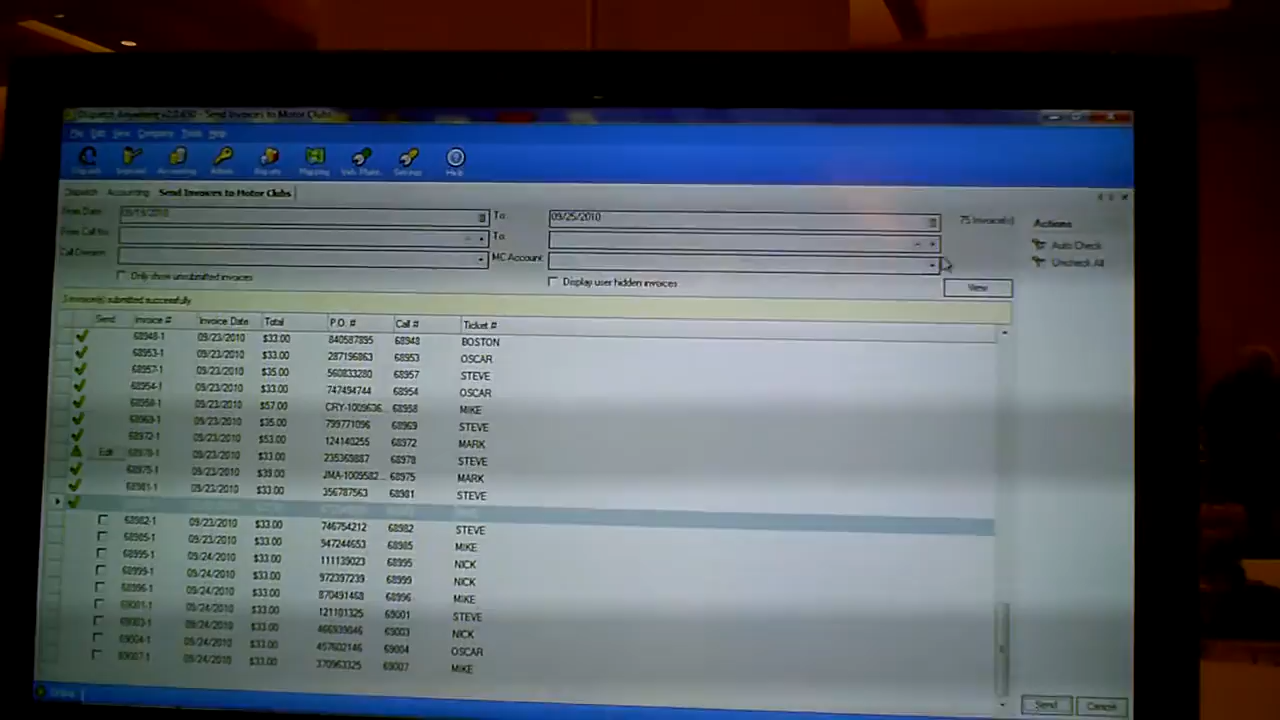 Dispatch Anywhere - Send Invoices to Motor Clubs
File Edit View Company Tools Help
Accounting Admin Reports Mapping Settings Help
Dispatch Accounting Send Invoices to Motor Clubs
From Date: 09/19/2010 To: 09/25/2010 75 Invoice(s) Actions
From Call No: To: Auto Check
Call Division: MC Account: Uncheck All
Only show unsubmitted invoices Display user hidden invoices View
invoice(s) submitted successfully
Send Invoice # Invoice Date Total P.O. # Call # Ticket #
68948-1 09/23/2010 $33.00 840587895 68948 BOSTON
68953-1 09/23/2010 $33.00 287196863 68953 OSCAR
68957-1 09/23/2010 $35.00 560833280 68957 STEVE
68954-1 09/23/2010 $33.00 747494744 68954 OSCAR
68958-1 09/23/2010 $57.00 CRY-1009636... 68958 MIKE
68969-1 09/23/2010 $35.00 799771096 68969 STEVE
68972-1 09/23/2010 $53.00 124140255 68972 MARK
Edit 68978-1 09/23/2010 $33.00 235369887 68978 STEVE
68975-1 09/23/2010 $39.00 JMA-1009582... 68975 MARK
68981-1 09/23/2010 $33.00 356787563 68981 STEVE
68982-1 09/23/2010 $33.00 746754212 68982 STEVE
68985-1 09/23/2010 $33.00 947244653 68985 MIKE
68995-1 09/24/2010 $33.00 111139023 68995 NICK
68999-1 09/24/2010 $33.00 972397239 68999 NICK
68996-1 09/24/2010 $33.00 870491468 68996 MIKE
69001-1 09/24/2010 $33.00 121101325 69001 STEVE
69003-1 09/24/2010 $33.00 466939846 69003 NICK
69004-1 09/24/2010 $33.00 457602146 69004 OSCAR
69007-1 09/24/2010 $33.00 370963325 69007 MIKE
Send Cancel